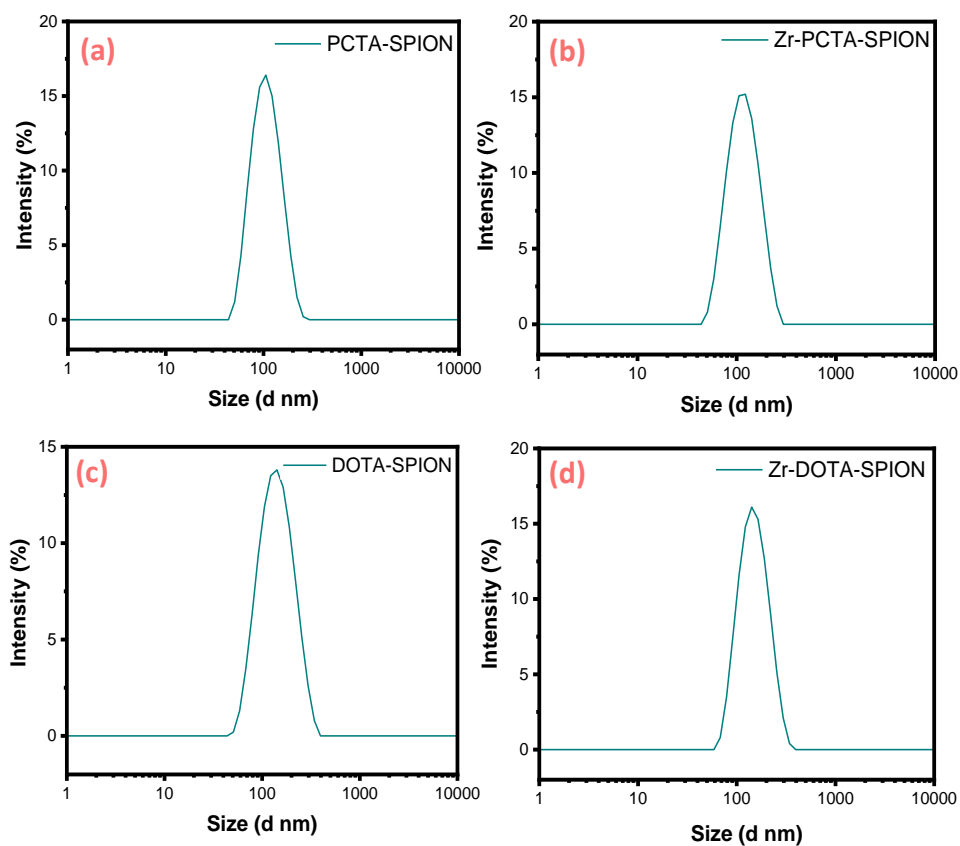 (a)
PCTA-SPION
Intensity (%)
20
15
10
5
0
1 10 100 1000 10000
Size (d nm)
(b)
Zr-PCTA-SPION
Intensity (%)
20
15
10
5
0
1 10 100 1000 10000
Size (d nm)
(c)
DOTA-SPION
Intensity (%)
15
10
5
0
1 10 100 1000 10000
Size (d nm)
(d)
Zr-DOTA-SPION
Intensity (%)
20
15
10
5
0
1 10 100 1000 10000
Size (d nm)